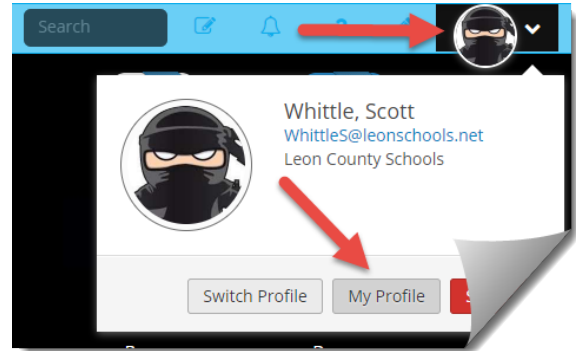 Search
Whittle, Scott
WhittleS@leonschools.net
Leon County Schools
Switch Profile
My Profile